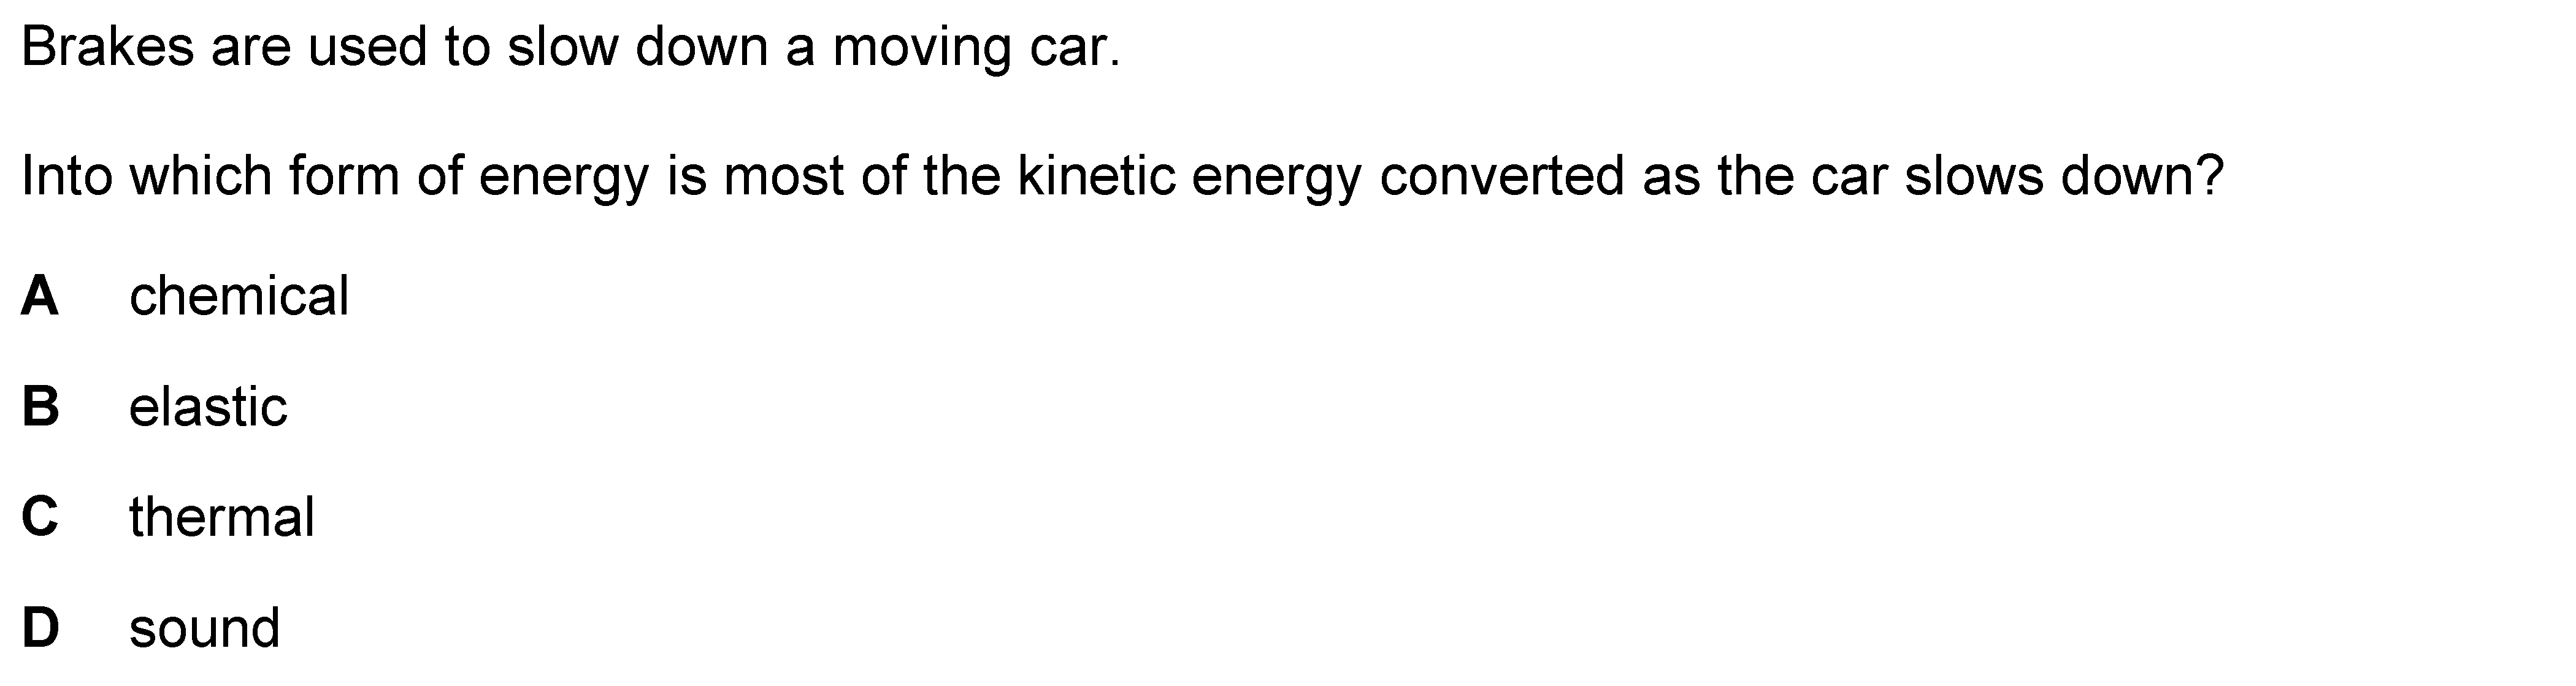 Brakes are used to slow down a moving car.
Into which form of energy is most of the kinetic energy converted as the car slows down?
A chemical
B elastic
C thermal
D sound